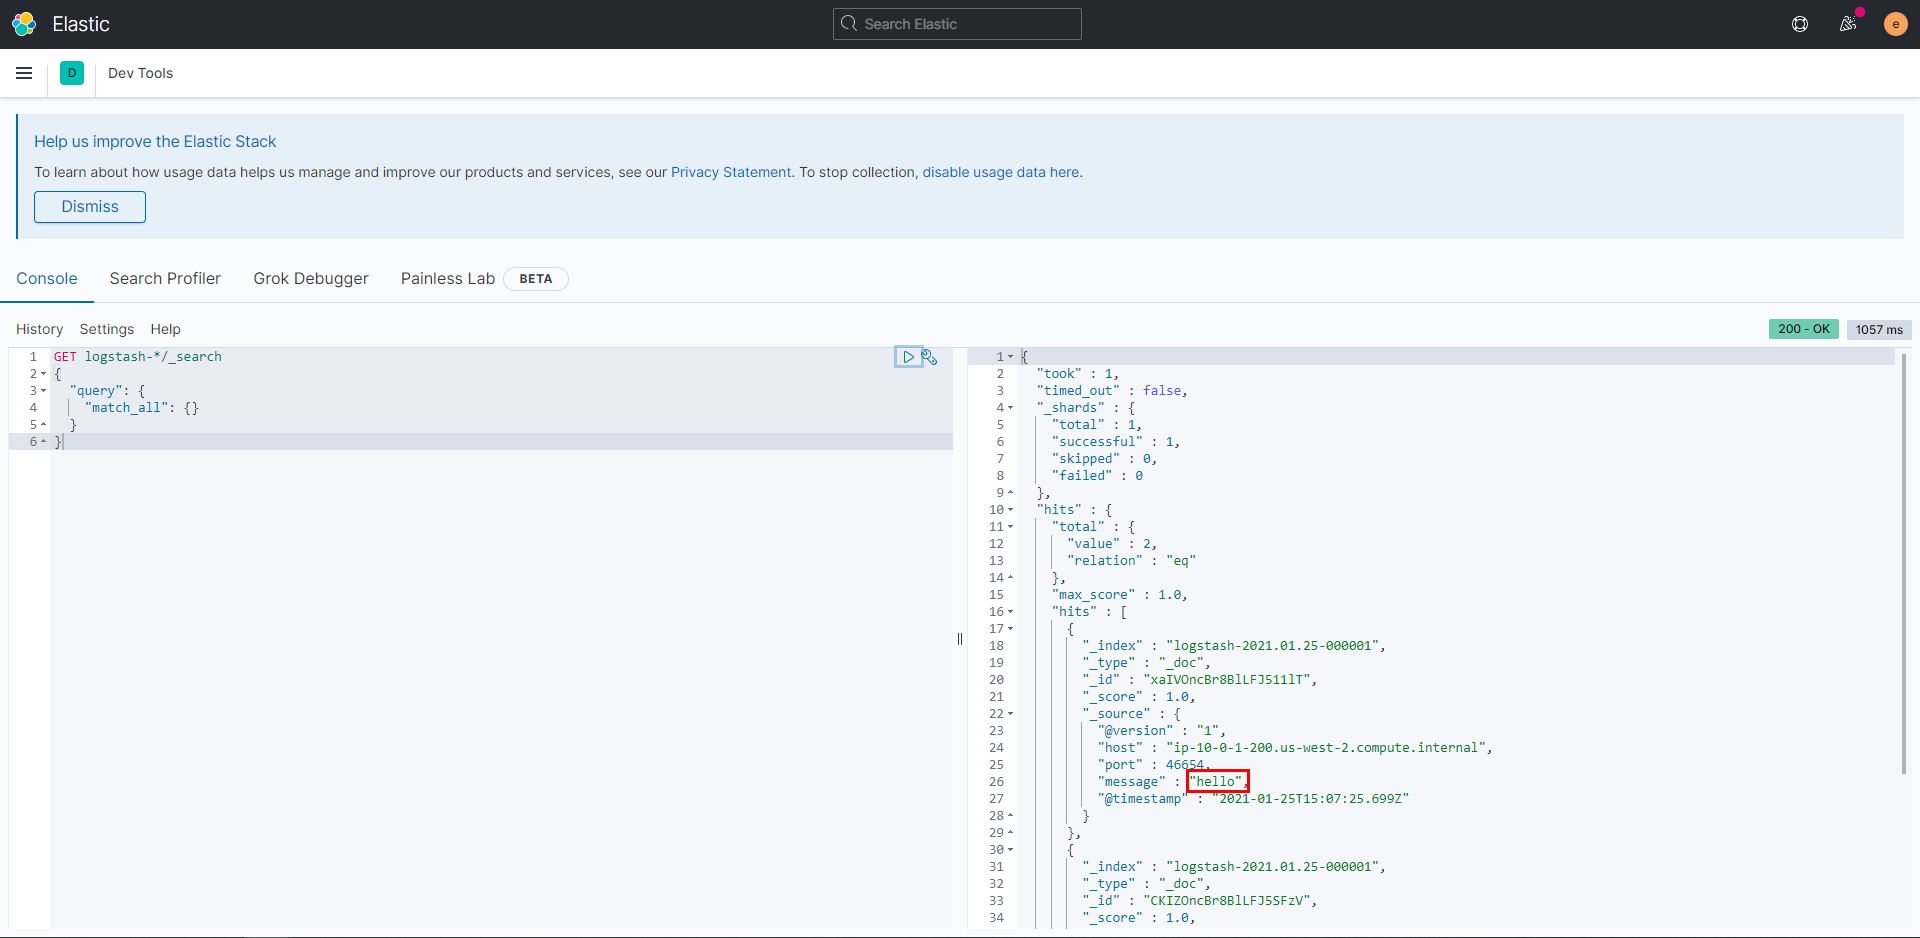 Elastic
Search Elastic
e
D
Dev Tools
Help us improve the Elastic Stack
To learn about how usage data helps us manage and improve our products and services, see our Privacy Statement. To stop collection, disable usage data here.
Dismiss
Console Search Profiler Grok Debugger Painless Lab BETA
History Settings Help
200 - OK 1057 ms
1 GET logstash-*/_search
2 {
3 "query": {
4 "match_all": {}
5 }
6 }
1 {
2 "took" : 1,
3 "timed_out" : false,
4 "_shards" : {
5 "total" : 1,
6 "successful" : 1,
7 "skipped" : 0,
8 "failed" : 0
9 },
10 "hits" : {
11 "total" : {
12 "value" : 2,
13 "relation" : "eq"
14 },
15 "max_score" : 1.0,
16 "hits" : [
17 {
18 "_index" : "logstash-2021.01.25-000001",
19 "_type" : "_doc",
20 "_id" : "xaIVOncBr8BlLFJ511lT",
21 "_score" : 1.0,
22 "_source" : {
23 "@version" : "1",
24 "host" : "ip-10-0-1-200.us-west-2.compute.internal",
25 "port" : 46654,
26 "message" : "hello",
27 "@timestamp" : "2021-01-25T15:07:25.699Z"
28 }
29 },
30 {
31 "_index" : "logstash-2021.01.25-000001",
32 "_type" : "_doc",
33 "_id" : "CKIZOncBr8BlLFJ5SFzV",
34 "_score" : 1.0,